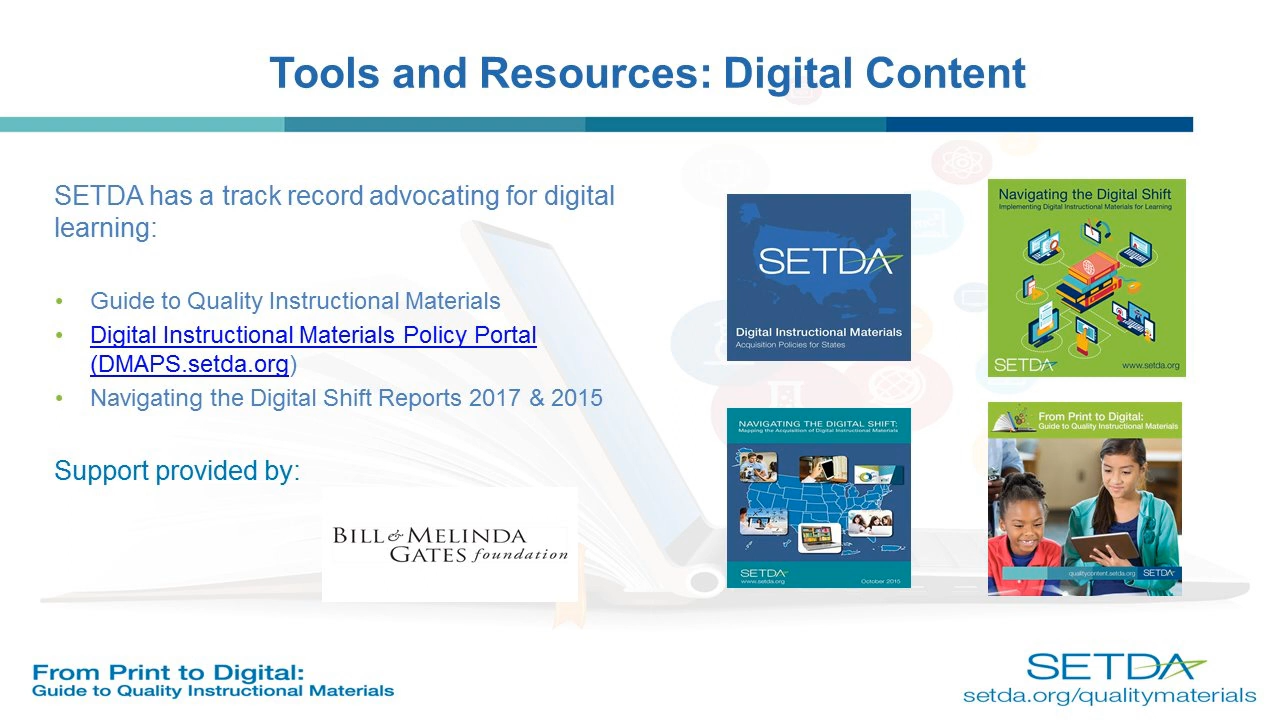 Tools and Resources: Digital Content
SETDA has a track record advocating for digital
learning:
• Guide to Quality Instructional Materials
• Digital Instructional Materials Policy Portal
(DMAPS.setda.org)
• Navigating the Digital Shift Reports 2017 & 2015
Support provided by:
BILL & MELINDA
GATES foundation
SETDA
Digital Instructional Materials
Acquisition Policies for States
Navigating the Digital Shift
Implementing Digital Instructional Materials for Learning
SETDA
www.setda.org
NAVIGATING THE DIGITAL SHIFT:
Mapping the Acquisition of Digital Instructional Materials
SETDA
www.setda.org
October 2015
From Print to Digital:
Guide to Quality Instructional Materials
qualitycontent.setda.org
SETDA
From Print to Digital:
Guide to Quality Instructional Materials
SETDA
setda.org/qualitymaterials